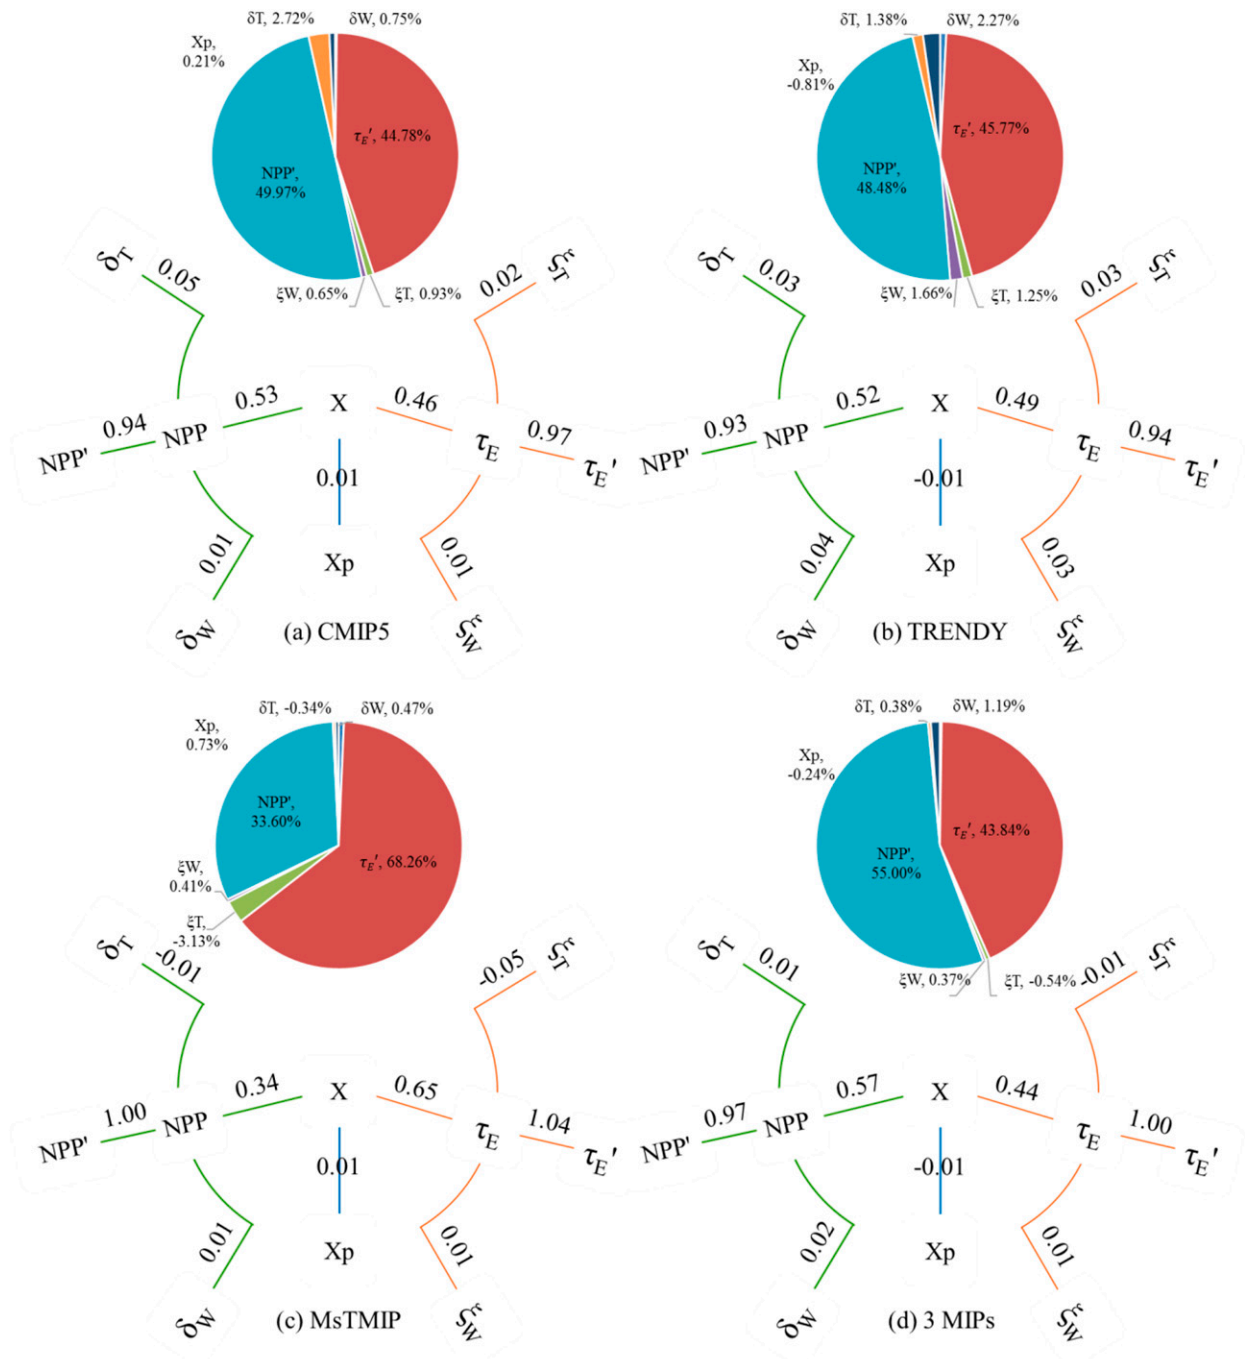 δT, 2.72%
δW, 0.75%
Xp,
0.21%
τE′, 44.78%
NPP',
49.97%
ξW, 0.65%
ξT, 0.93%
δT
0.05
0.02
ξT
NPP'
0.94
NPP
0.53
X
0.46
τE
0.97
τE'
0.01
Xp
0.01
δW
0.01
ξW
(a) CMIP5
δT, 1.38%
δW, 2.27%
Xp,
-0.81%
τE′, 45.77%
NPP',
48.48%
ξW, 1.66%
ξT, 1.25%
δT
0.03
0.03
ξT
NPP'
0.93
NPP
0.52
X
0.49
τE
0.94
τE'
-0.01
Xp
0.04
δW
0.03
ξW
(b) TRENDY
δT, -0.34%
δW, 0.47%
Xp,
0.73%
NPP',
33.60%
τE′, 68.26%
ξW,
0.41%
ξT,
-3.13%
δT
-0.01
-0.05
ξT
NPP'
1.00
NPP
0.34
X
0.65
τE
1.04
τE'
0.01
Xp
0.01
δW
0.01
ξW
(c) MsTMIP
δT, 0.38%
δW, 1.19%
Xp,
-0.24%
τE′, 43.84%
NPP',
55.00%
ξW, 0.37%
ξT, -0.54%
δT
0.01
-0.01
ξT
NPP'
0.97
NPP
0.57
X
0.44
τE
1.00
τE'
-0.01
Xp
0.02
δW
0.01
ξW
(d) 3 MIPs